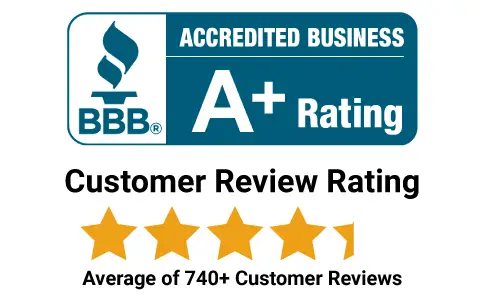 ACCREDITED BUSINESS
A+ Rating
BBB®
Customer Review Rating
Average of 740+ Customer Reviews